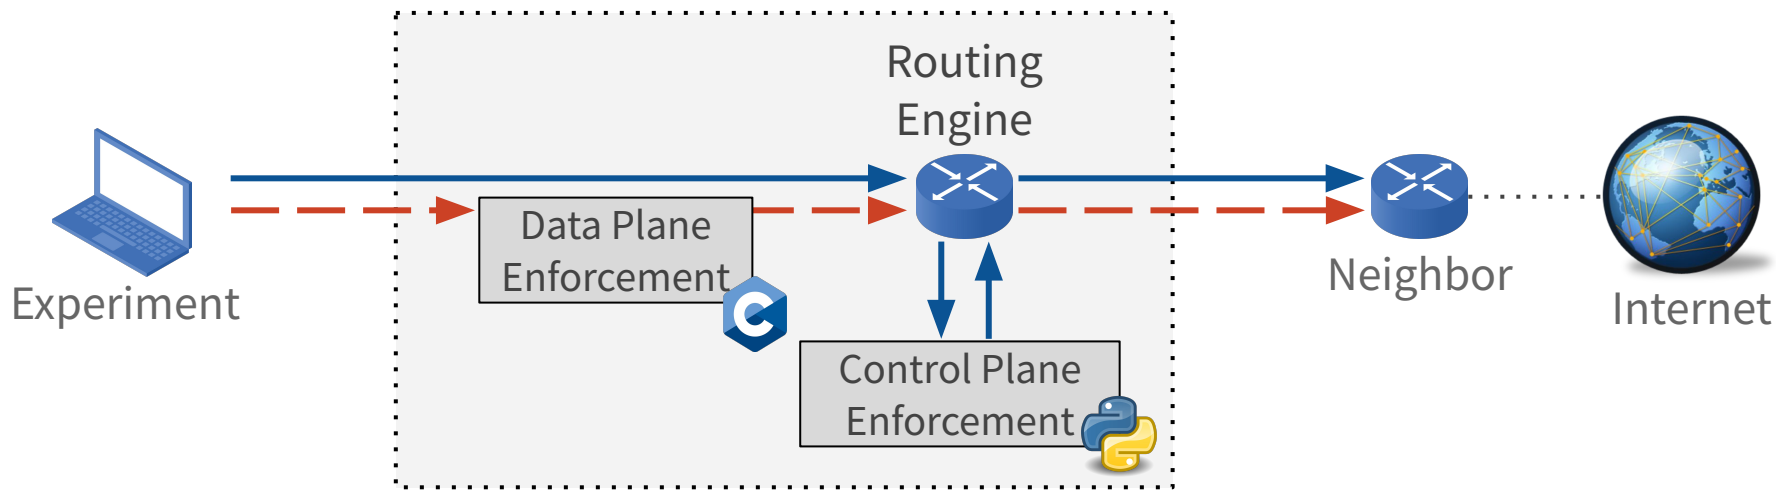 Routing
Engine
Experiment
Data Plane
Enforcement
C
Control Plane
Enforcement
Neighbor
Internet